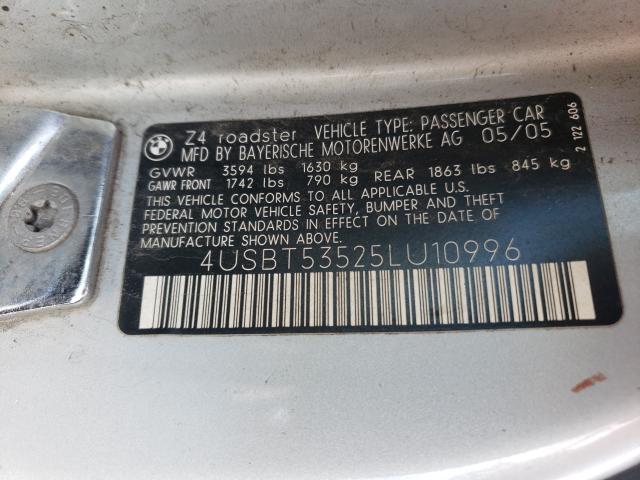 BMW
Z4 roadster VEHICLE TYPE: PASSENGER CAR
MFD BY BAYERISCHE MOTORENWERKE AG 05/05
GVWR 3594 lbs 1630 kg
GAWR FRONT 1742 lbs 790 kg REAR 1863 lbs 845 kg
THIS VEHICLE CONFORMS TO ALL APPLICABLE U.S.
FEDERAL MOTOR VEHICLE SAFETY, BUMPER AND THEFT
PREVENTION STANDARDS IN EFFECT ON THE DATE OF
MANUFACTURE SHOWN ABOVE.
4USBT53525LU10996
2 122 606